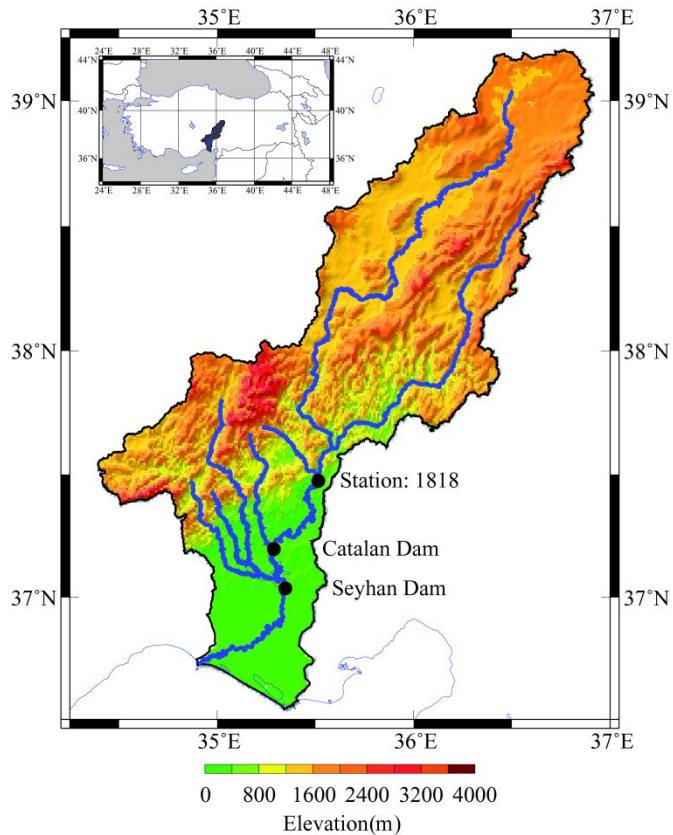 35°E 36°E 37°E
24°E 28°E 32°E 36°E 40°E 44°E 48°E
44°N 44°N
40°N 40°N
36°N 36°N
24°E 28°E 32°E 36°E 40°E 44°E 48°E
39°N 39°N
38°N 38°N
Station: 1818
Catalan Dam
Seyhan Dam
37°N 37°N
35°E 36°E 37°E
0 800 1600 2400 3200 4000
Elevation(m)